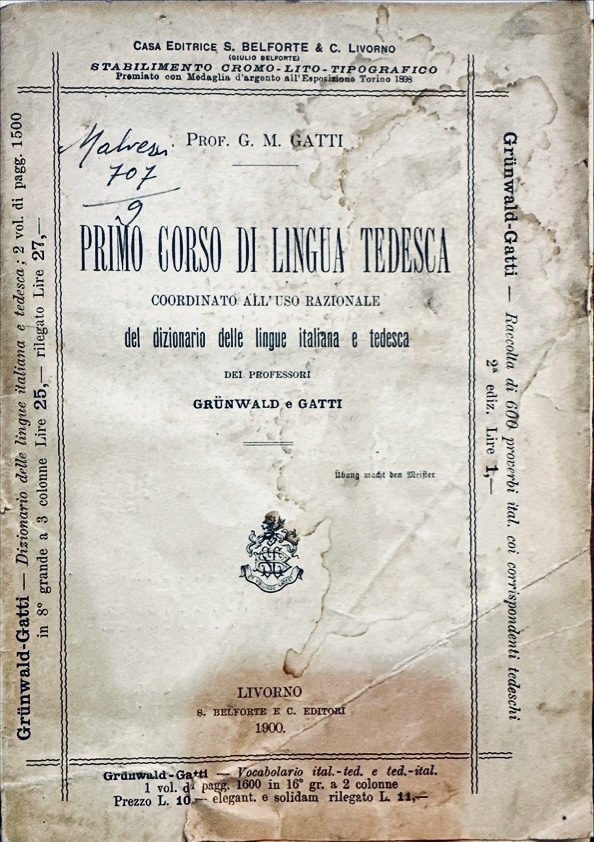 CASA EDITRICE S. BELFORTE & C. LIVORNO
(GIULIO BELFORTE)
STABILIMENTO CROMO-LITO-TIPOGRAFICO
Premiato con Medaglia d'argento all'Esposizione Torino 1898
PROF. G. M. GATTI
707
9
PRIMO CORSO DI LINGUA TEDESCA
COORDINATO ALL'USO RAZIONALE
del dizionario delle lingue italiana e tedesca
DEI PROFESSORI
GRÜNWALD e GATTI
Übung macht den Meister
LIVORNO
S. BELFORTE E C. EDITORI
1900.
Grünwald-Gatti — Dizionario delle lingue italiana e tedesca; 2 vol. di pagg. 1500
in 8° grande a 3 colonne Lire 25,— rilegato Lire 27,—
Grünwald-Gatti — Raccolta di 600 proverbi ital. coi corrispondenti tedeschi
2ª ediz. Lire 1,—
Grünwald-Gatti — Vocabolario ital.-ted. e ted.-ital.
1 vol. di pagg. 1600 in 16° gr. a 2 colonne
Prezzo L. 10.— elegant. e solidam rilegato L. 11,—